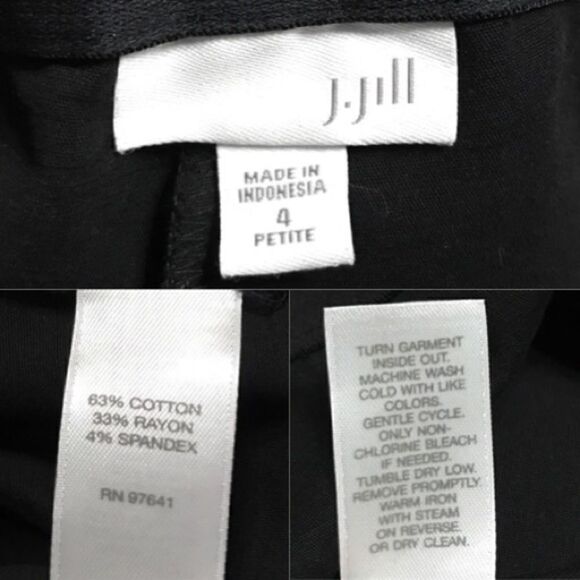 J.Jill
MADE IN
INDONESIA
4
PETITE
63% COTTON
33% RAYON
4% SPANDEX
RN 97641
TURN GARMENT
INSIDE OUT.
MACHINE WASH
COLD WITH LIKE
COLORS.
GENTLE CYCLE.
ONLY NON-
CHLORINE BLEACH
IF NEEDED.
TUMBLE DRY LOW.
REMOVE PROMPTLY.
WARM IRON
WITH STEAM
ON REVERSE.
OR DRY CLEAN.